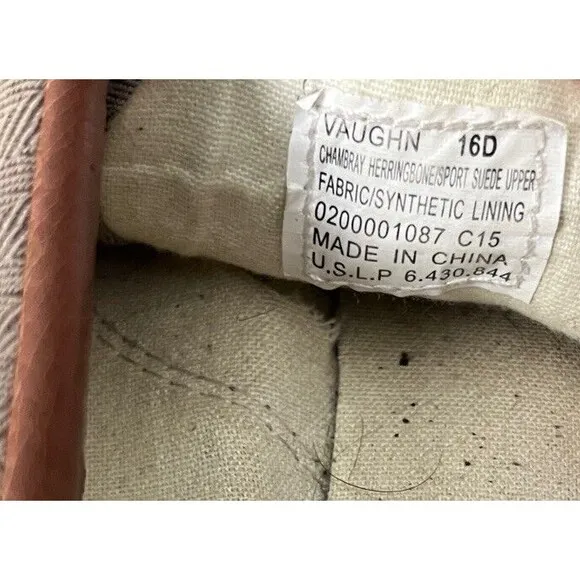 VAUGHN 16D
CHAMBRAY HERRINGBONE/SPORT SUEDE UPPER
FABRIC/SYNTHETIC LINING
0200001087 C15
MADE IN CHINA
U.S.L.P 6.430.844